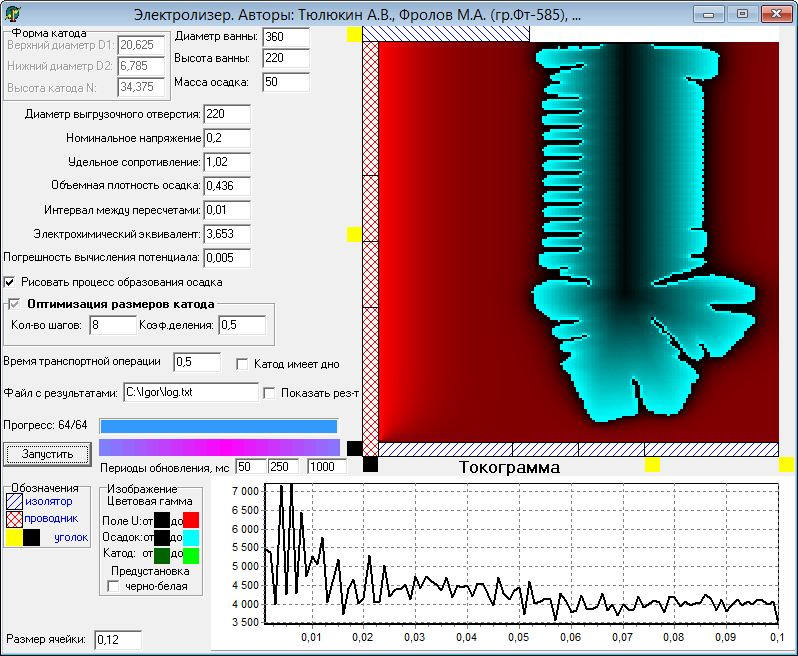 Электролизер. Авторы: Тюлюкин А.В., Фролов М.А. (гр.Фт-585), ...
Форма катода
Верхний диаметр D1: 20,625
Нижний диаметр D2: 6,785
Высота катода N: 34,375
Диаметр ванны: 360
Высота ванны: 220
Масса осадка: 50
Диаметр выгрузочного отверстия: 220
Номинальное напряжение 0,2
Удельное сопротивление: 1,02
Объемная плотность осадка: 0,436
Интервал между пересчетами: 0,01
Электрохимический эквивалент: 3,653
Погрешность вычисления потенциала: 0,005
Рисовать процесс образования осадка
Оптимизация размеров катода
Кол-во шагов: 8 Коэф.деления: 0,5
Время транспортной операции 0,5 Катод имеет дно
Файл с результатами: C:\Igor\log.txt Показать рез-т
Прогресс: 64/64
Запустить
Периоды обновления, мс 50 250 1000
Обозначения
изолятор
проводник
уголок
Изображение
Цветовая гамма
Поле U: от до
Осадок: от до
Катод: от до
Предустановка
черно-белая
Размер ячейки: 0,12
Токограмма
7 000
6 500
6 000
5 500
5 000
4 500
4 000
3 500
0,01 0,02 0,03 0,04 0,05 0,06 0,07 0,08 0,09 0,1